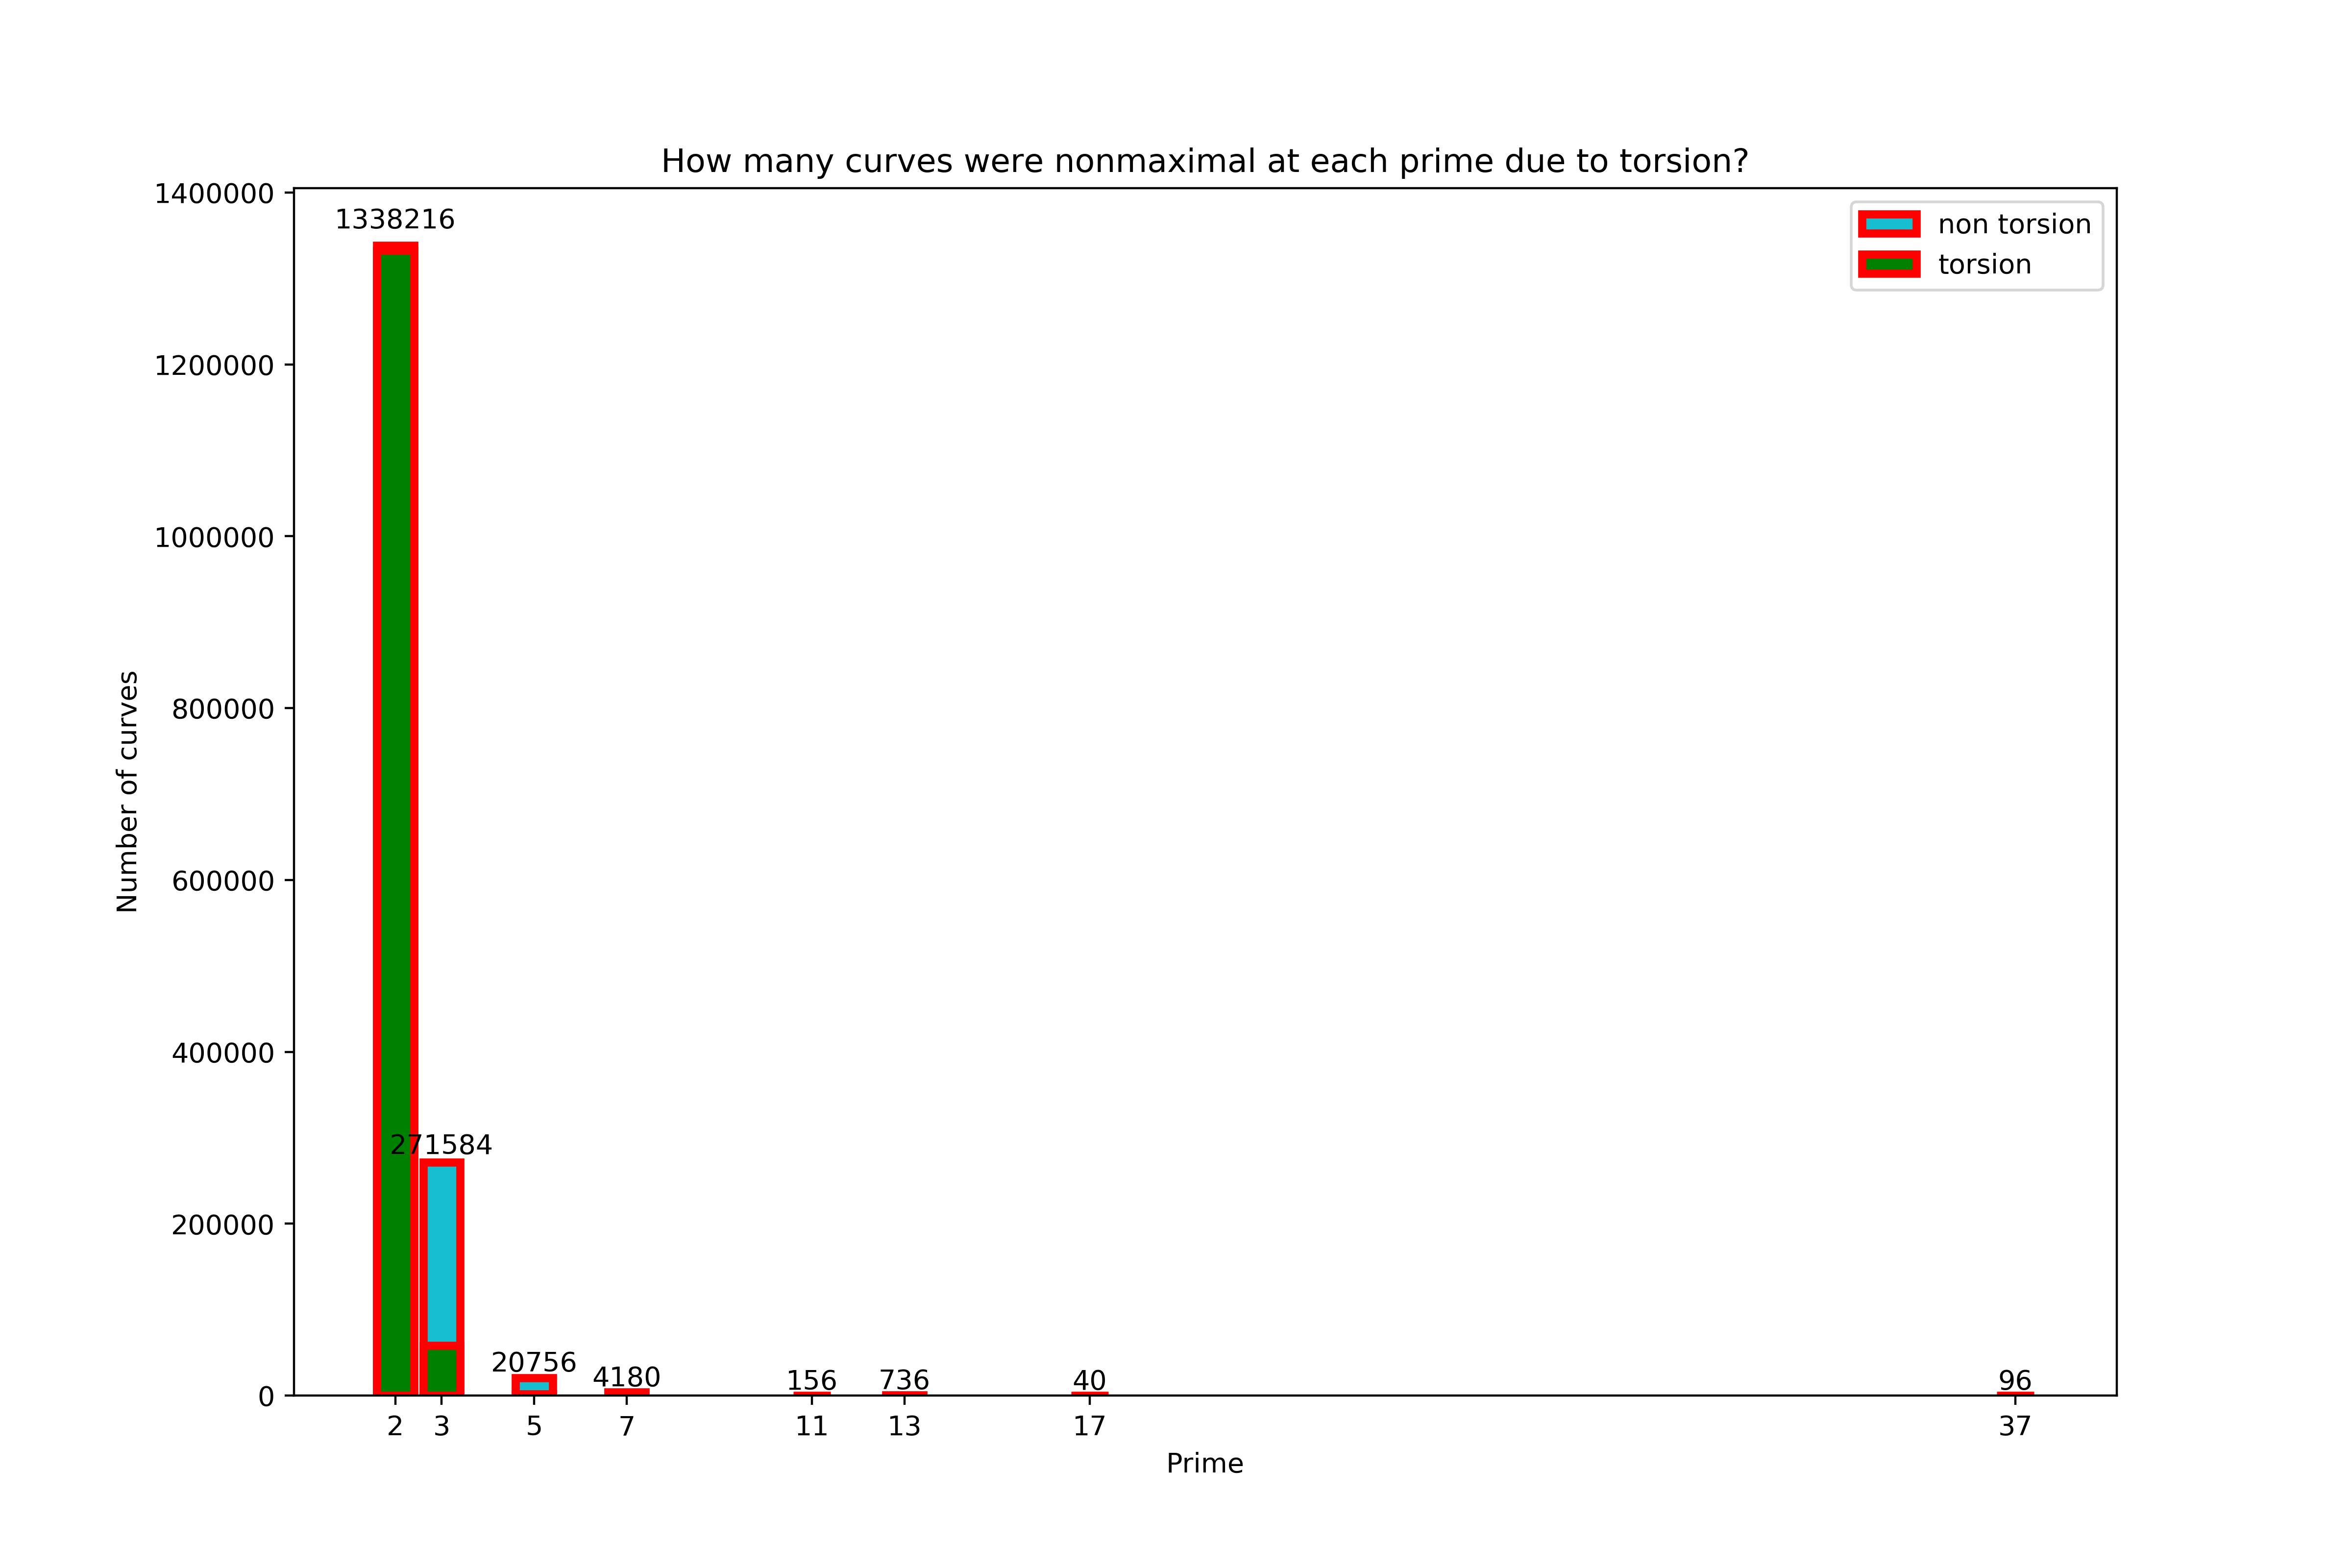 How many curves were nonmaximal at each prime due to torsion?
1400000
1200000
1000000
800000
600000
400000
200000
0
Number of curves
1338216
271584
20756
4180
156
736
40
96
non torsion
torsion
2 3 5 7 11 13 17 37
Prime